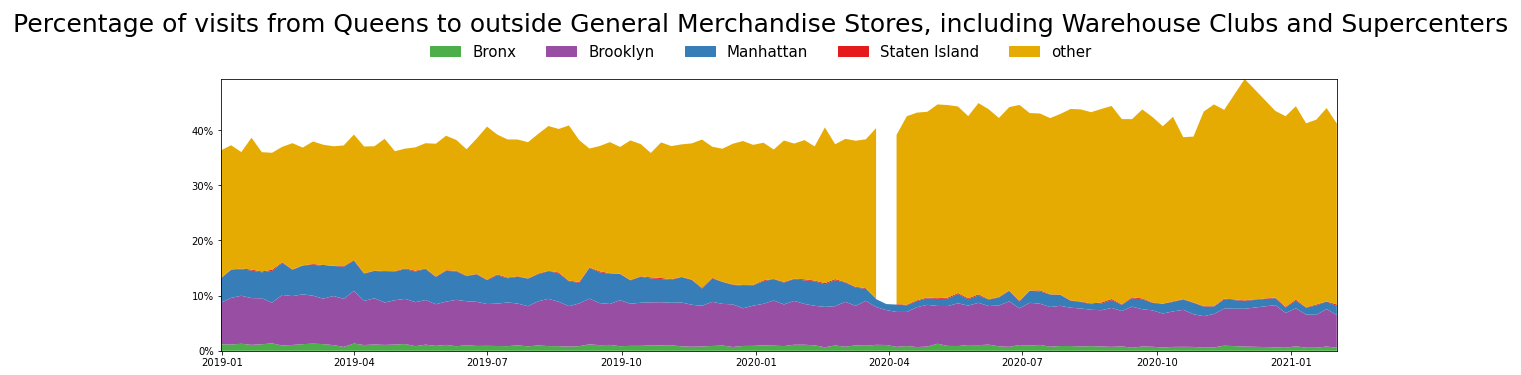 Percentage of visits from Queens to outside General Merchandise Stores, including Warehouse Clubs and Supercenters
Bronx Brooklyn Manhattan Staten Island other
40%
30%
20%
10%
0%
2019-01 2019-04 2019-07 2019-10 2020-01 2020-04 2020-07 2020-10 2021-01